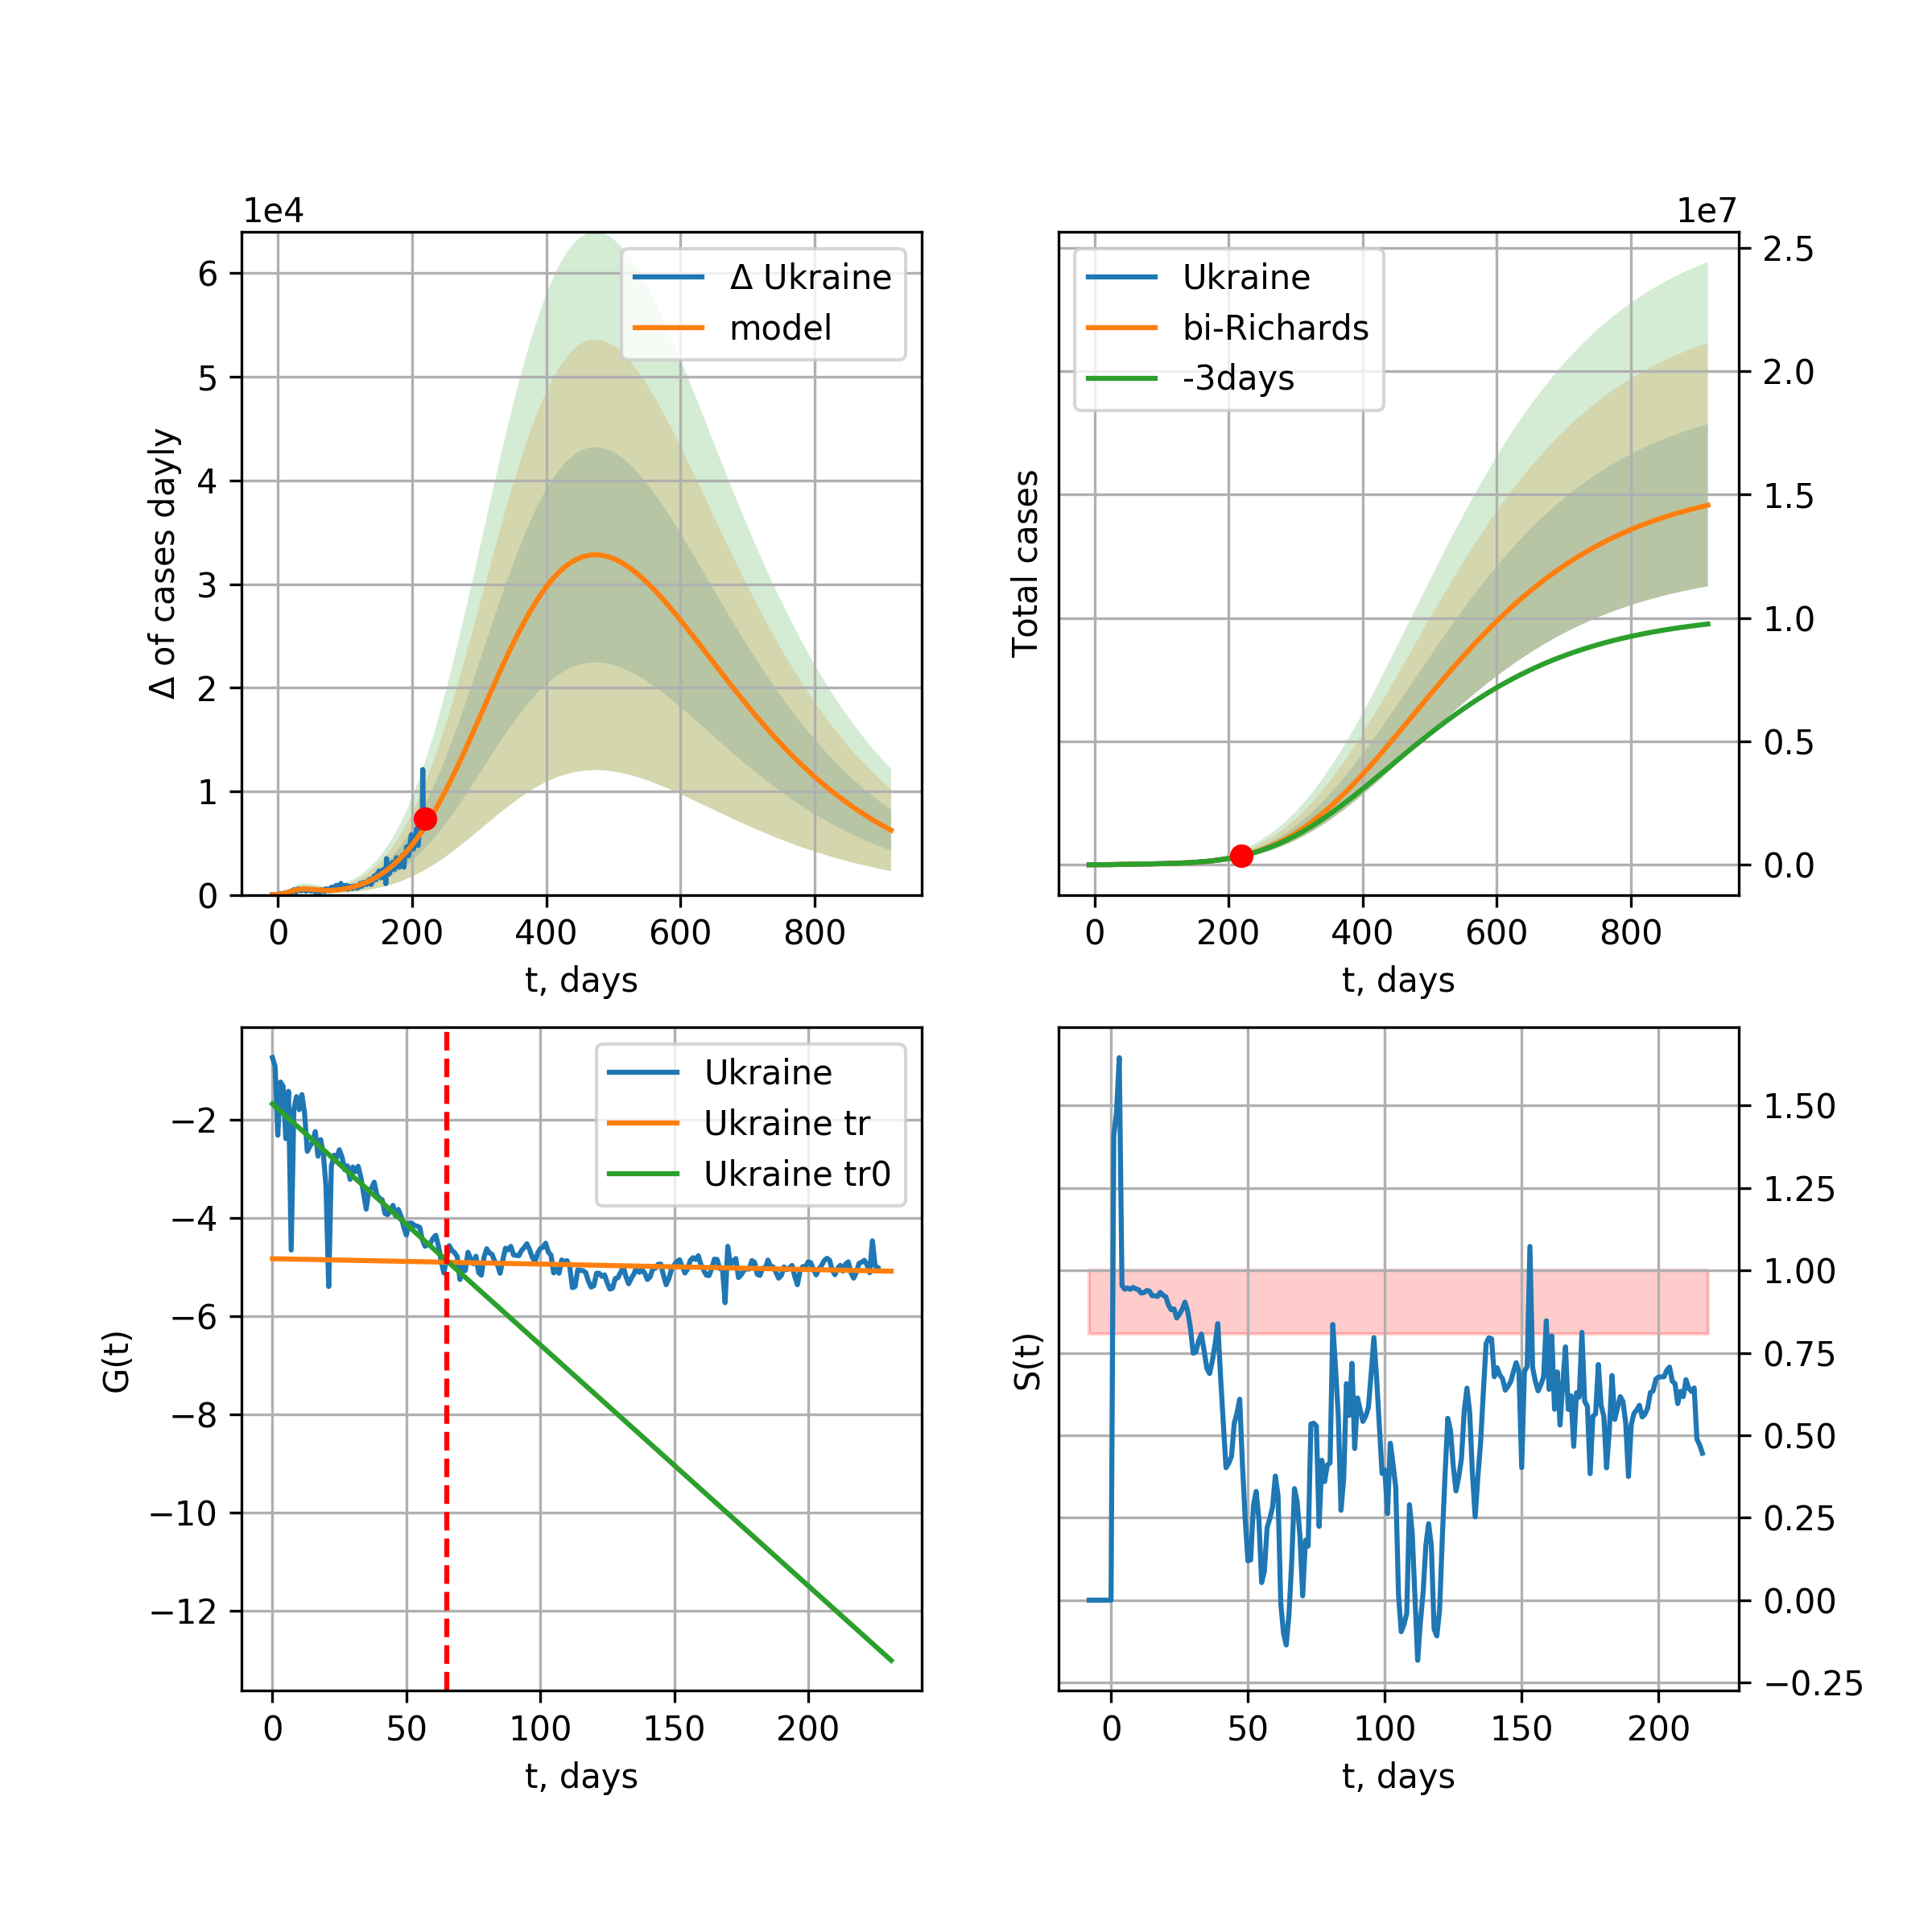 1e4
Δ of cases dayly
6
5
4
3
2
1
0
Δ Ukraine
model
0 200 400 600 800
t, days
1e7
Total cases
Ukraine
bi-Richards
-3days
2.5
2.0
1.5
1.0
0.5
0.0
0 200 400 600 800
t, days
G(t)
−2
−4
−6
−8
−10
−12
Ukraine
Ukraine tr
Ukraine tr0
0 50 100 150 200
t, days
S(t)
1.50
1.25
1.00
0.75
0.50
0.25
0.00
−0.25
0 50 100 150 200
t, days